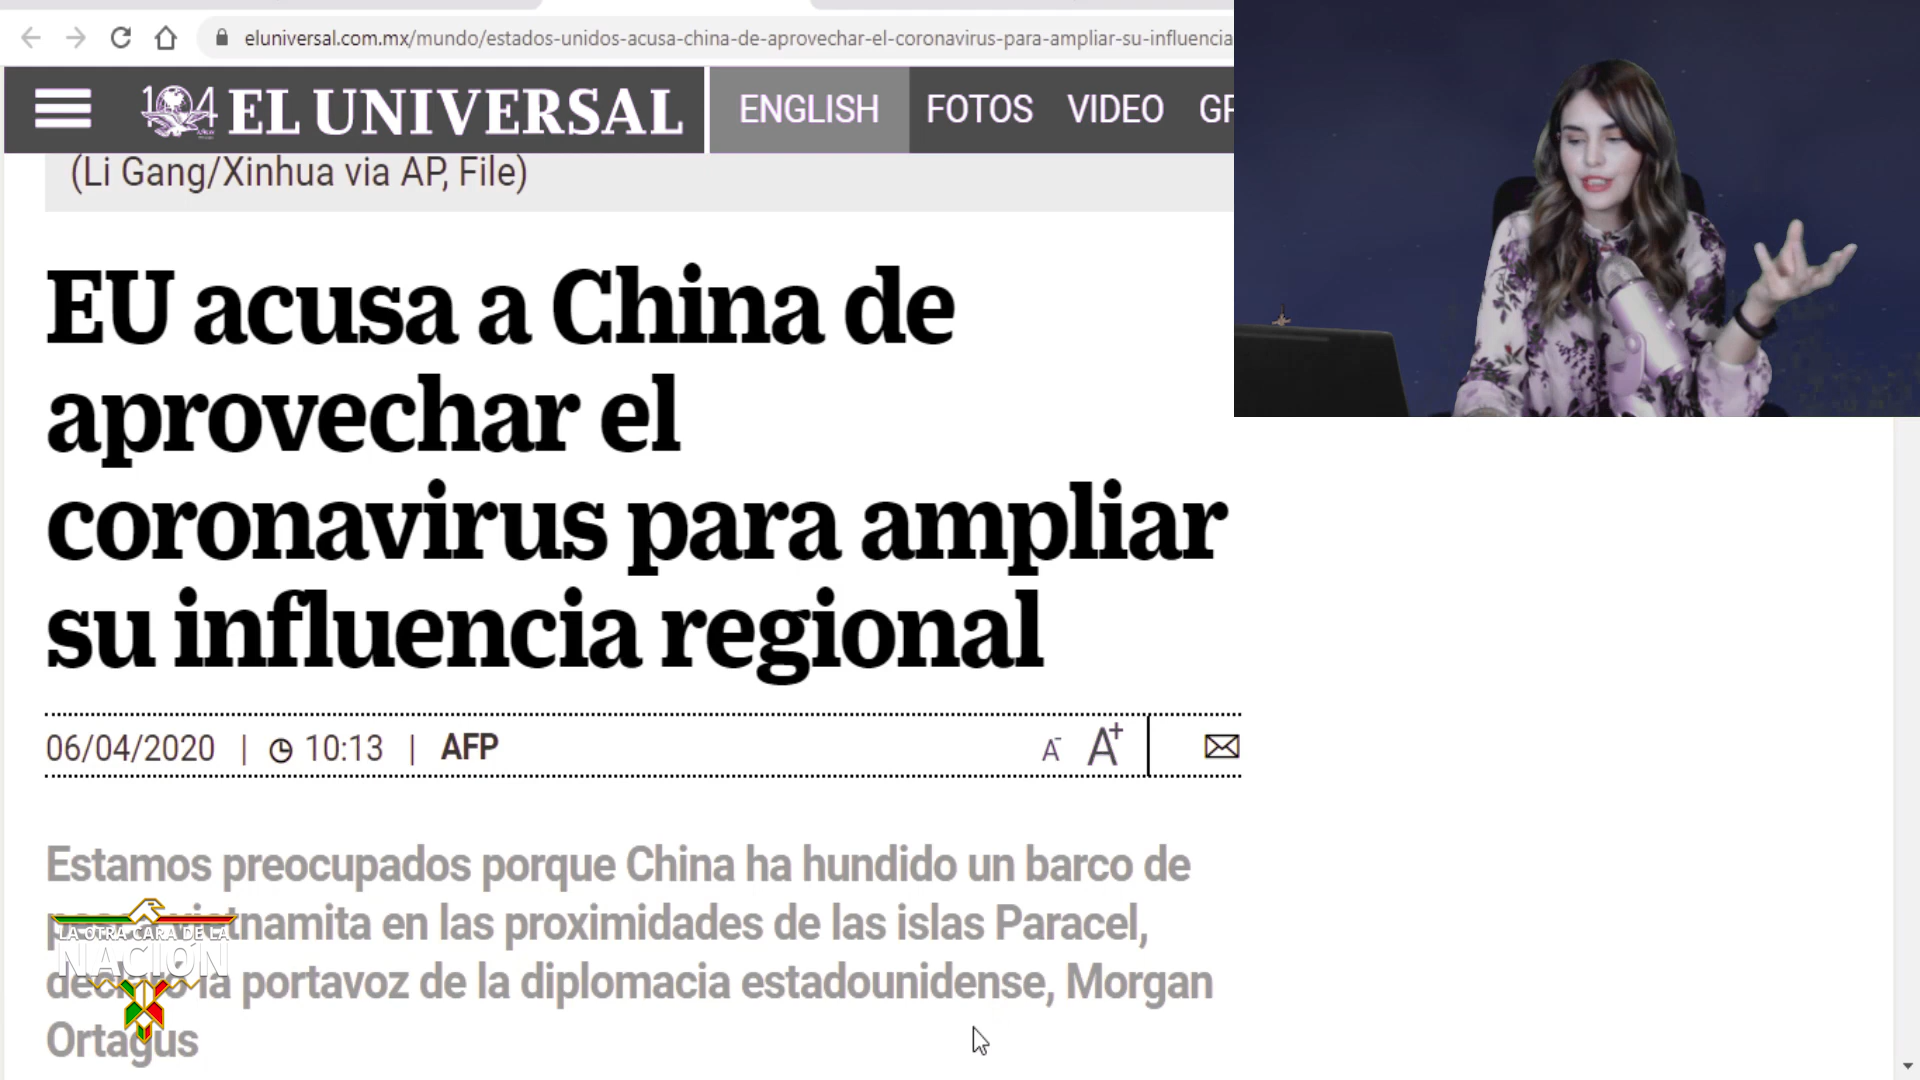 eluniversal.com.mx/mundo/estados-unidos-acusa-china-de-aprovechar-el-coronavirus-para-ampliar-su-influencia
104 EL UNIVERSAL ENGLISH FOTOS VIDEO GR
(Li Gang/Xinhua via AP, File)
EU acusa a China de
aprovechar el
coronavirus para ampliar
su influencia regional
06/04/2020 | 10:13 | AFP A- A+
Estamos preocupados porque China ha hundido un barco de
vietnamita en las proximidades de las islas Paracel,
la portavoz de la diplomacia estadounidense, Morgan
Ortagus
LA OTRA CARA DE LA
NACIÓN